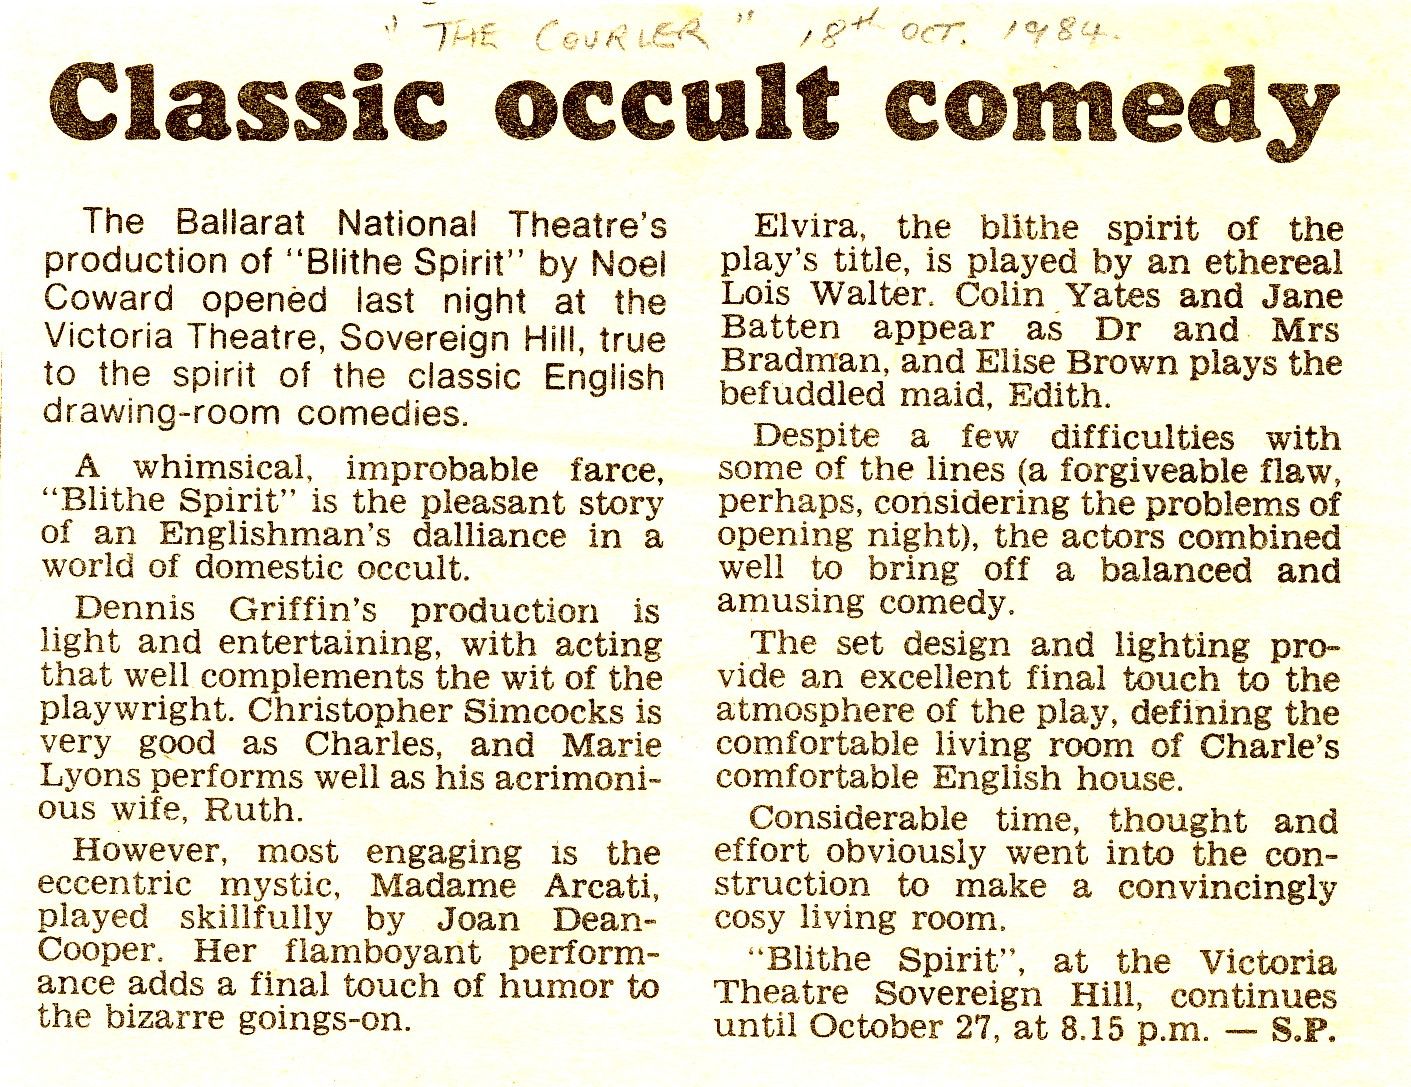 " THE COURIER " 18th OCT. 1984.
Classic occult comedy
The Ballarat National Theatre's
production of "Blithe Spirit" by Noel
Coward opened last night at the
Victoria Theatre, Sovereign Hill, true
to the spirit of the classic English
drawing-room comedies.
A whimsical, improbable farce,
"Blithe Spirit" is the pleasant story
of an Englishman's dalliance in a
world of domestic occult.
Dennis Griffin's production is
light and entertaining, with acting
that well complements the wit of the
playwright. Christopher Simcocks is
very good as Charles, and Marie
Lyons performs well as his acrimoni-
ous wife, Ruth.
However, most engaging is the
eccentric mystic, Madame Arcati,
played skillfully by Joan Dean-
Cooper. Her flamboyant perform-
ance adds a final touch of humor to
the bizarre goings-on.
Elvira, the blithe spirit of the
play's title, is played by an ethereal
Lois Walter. Colin Yates and Jane
Batten appear as Dr and Mrs
Bradman, and Elise Brown plays the
befuddled maid, Edith.
Despite a few difficulties with
some of the lines (a forgiveable flaw,
perhaps, considering the problems of
opening night), the actors combined
well to bring off a balanced and
amusing comedy.
The set design and lighting pro-
vide an excellent final touch to the
atmosphere of the play, defining the
comfortable living room of Charle's
comfortable English house.
Considerable time, thought and
effort obviously went into the con-
struction to make a convincingly
cosy living room.
"Blithe Spirit", at the Victoria
Theatre Sovereign Hill, continues
until October 27, at 8.15 p.m. — S.P.